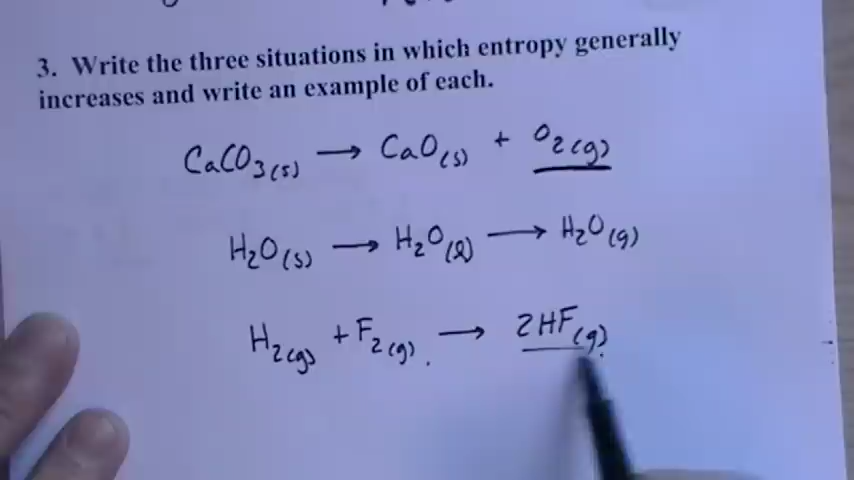 3. Write the three situations in which entropy generally
increases and write an example of each.
CaCO₃(s) → CaO(s) + O₂(g)
H₂O(s) → H₂O(l) → H₂O(g)
H₂(g) + F₂(g) → 2HF(g)